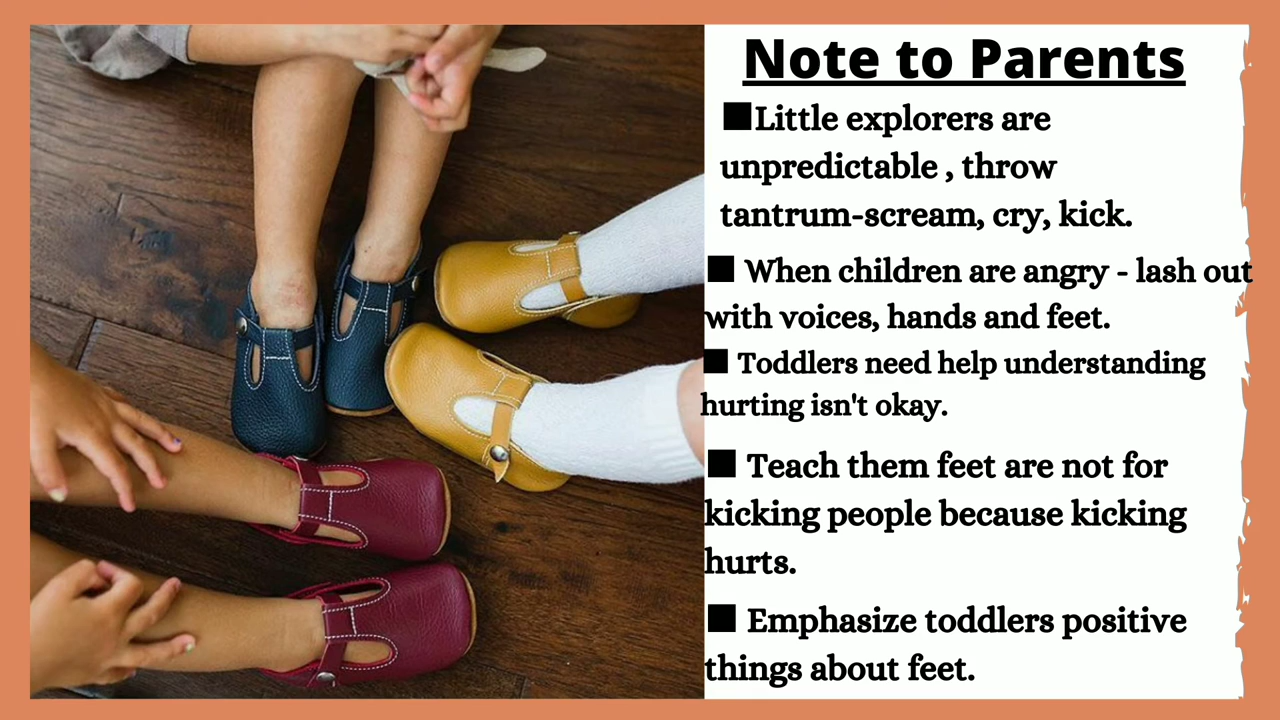 Note to Parents
■Little explorers are
unpredictable , throw
tantrum-scream, cry, kick.
■ When children are angry - lash out
with voices, hands and feet.
■ Toddlers need help understanding
hurting isn't okay.
■ Teach them feet are not for
kicking people because kicking
hurts.
■ Emphasize toddlers positive
things about feet.